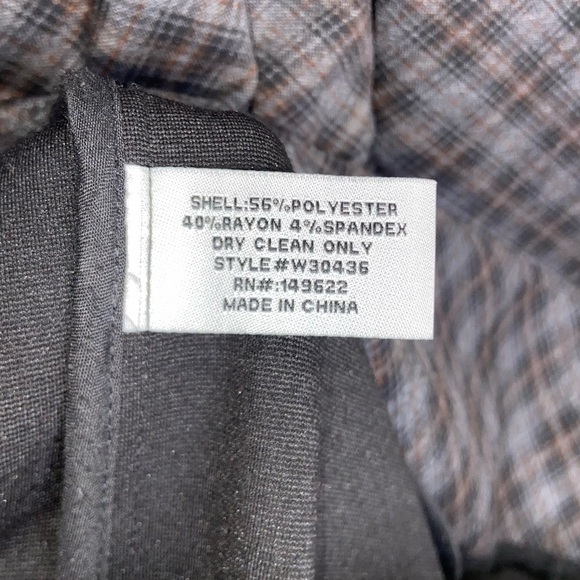 SHELL:56%POLYESTER
40%RAYON 4%SPANDEX
DRY CLEAN ONLY
STYLE#W30436
RN#:149622
MADE IN CHINA